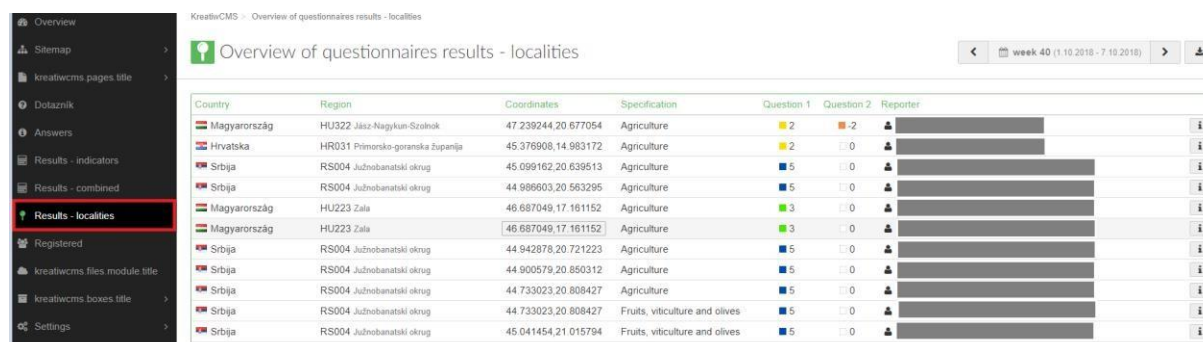 Overview
Sitemap
kreatiwcms.pages.title
Dotazník
Answers
Results - indicators
Results - combined
Results - localities
Registered
kreatiwcms.files.module.title
kreatiwcms.boxes.title
Settings
KreatiwCMS > Overview of questionnaires results - localities
Overview of questionnaires results - localities
week 40 (1.10.2018 - 7.10.2018)
Country Region Coordinates Specification Question 1 Question 2 Reporter
Magyarország HU322 Jász-Nagykun-Szolnok 47.239244,20.677054 Agriculture 2 -2
Hrvatska HR031 Primorsko-goranska županija 45.376908,14.983172 Agriculture 2 0
Srbija RS004 Južnobanatski okrug 45.099162,20.639513 Agriculture 5 0
Srbija RS004 Južnobanatski okrug 44.986603,20.563295 Agriculture 5 0
Magyarország HU223 Zala 46.687049,17.161152 Agriculture 3 0
Magyarország HU223 Zala 46.687049,17.161152 Agriculture 3 0
Srbija RS004 Južnobanatski okrug 44.942878,20.721223 Agriculture 5 0
Srbija RS004 Južnobanatski okrug 44.900579,20.850312 Agriculture 5 0
Srbija RS004 Južnobanatski okrug 44.733023,20.808427 Agriculture 5 0
Srbija RS004 Južnobanatski okrug 44.733023,20.808427 Fruits, viticulture and olives 5 0
Srbija RS004 Južnobanatski okrug 45.041454,21.015794 Fruits, viticulture and olives 5 0